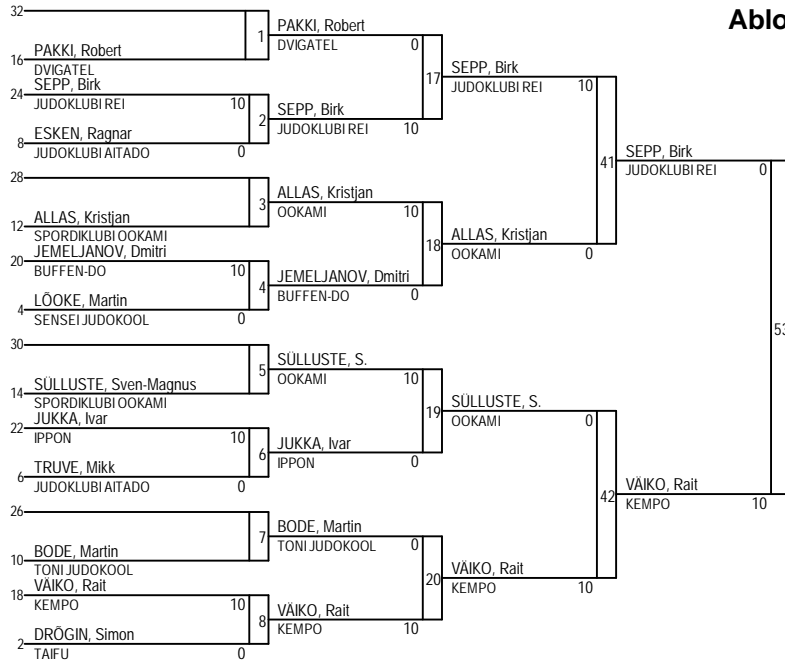 Ablo
32
1
PAKKI, Robert
DVIGATEL 0
16 PAKKI, Robert
DVIGATEL
17
SEPP, Birk
JUDOKLUBI REI 10
24 SEPP, Birk
JUDOKLUBI REI 10
2
SEPP, Birk
JUDOKLUBI REI 10
8 ESKEN, Ragnar
JUDOKLUBI AITADO 0
41
SEPP, Birk
JUDOKLUBI REI 0
28
3
ALLAS, Kristjan
OOKAMI 10
12 ALLAS, Kristjan
SPORDIKLUBI OOKAMI
18
ALLAS, Kristjan
OOKAMI 0
20 JEMELJANOV, Dmitri
BUFFEN-DO 10
4
JEMELJANOV, Dmitri
BUFFEN-DO 0
4 LÕOKE, Martin
SENSEI JUDOKOOL 0
53
30
5
SÜLLUSTE, S.
OOKAMI 10
14 SÜLLUSTE, Sven-Magnus
SPORDIKLUBI OOKAMI
19
SÜLLUSTE, S.
OOKAMI 0
22 JUKKA, Ivar
IPPON 10
6
JUKKA, Ivar
IPPON 0
6 TRUVE, Mikk
JUDOKLUBI AITADO 0
42
VÄIKO, Rait
KEMPO 10
26
7
BODE, Martin
TONI JUDOKOOL 0
10 BODE, Martin
TONI JUDOKOOL
20
VÄIKO, Rait
KEMPO 10
18 VÄIKO, Rait
KEMPO 10
8
VÄIKO, Rait
KEMPO 10
2 DRÕGIN, Simon
TAIFU 0